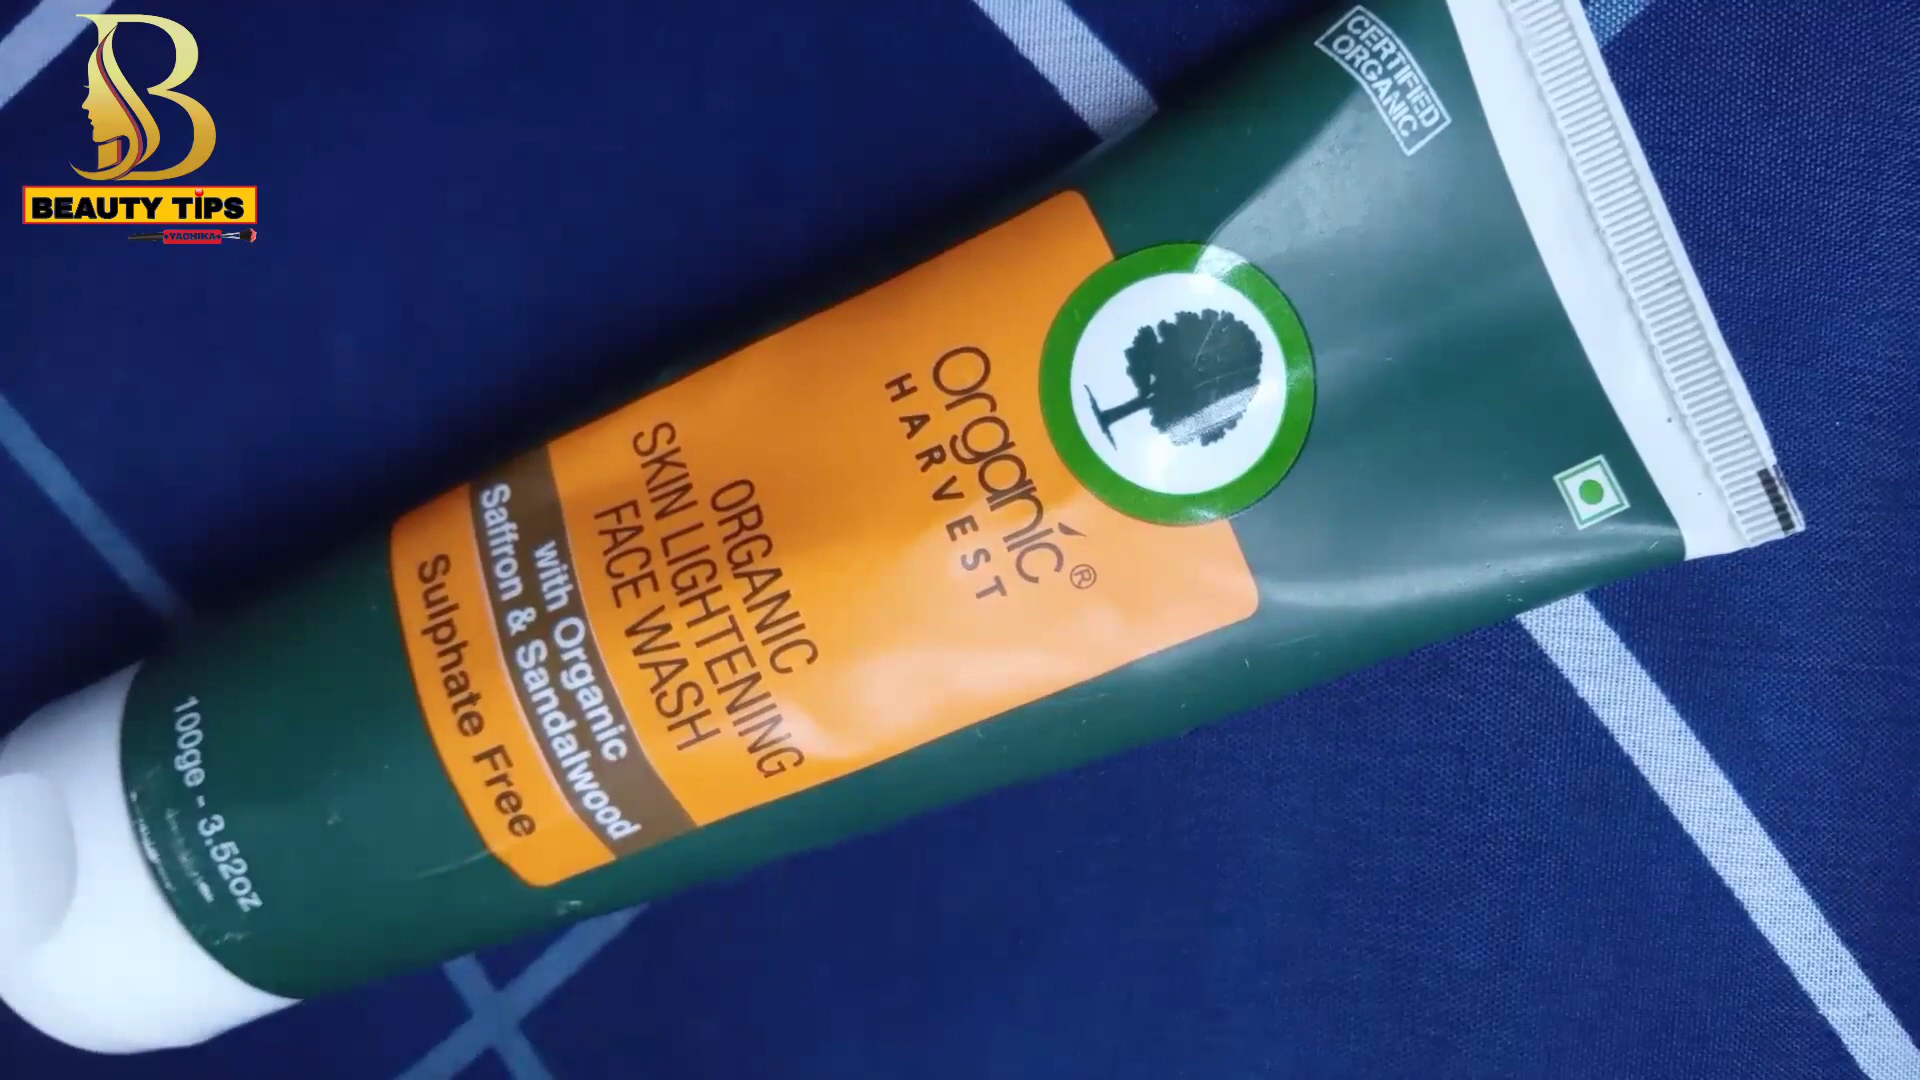 B
BEAUTY TIPS
YADHIKA
CERTIFIED
ORGANIC
Organic®
HARVEST
ORGANIC
SKIN LIGHTENING
FACE WASH
with Organic
Saffron & Sandalwood
Sulphate Free
100ge - 3.52oz